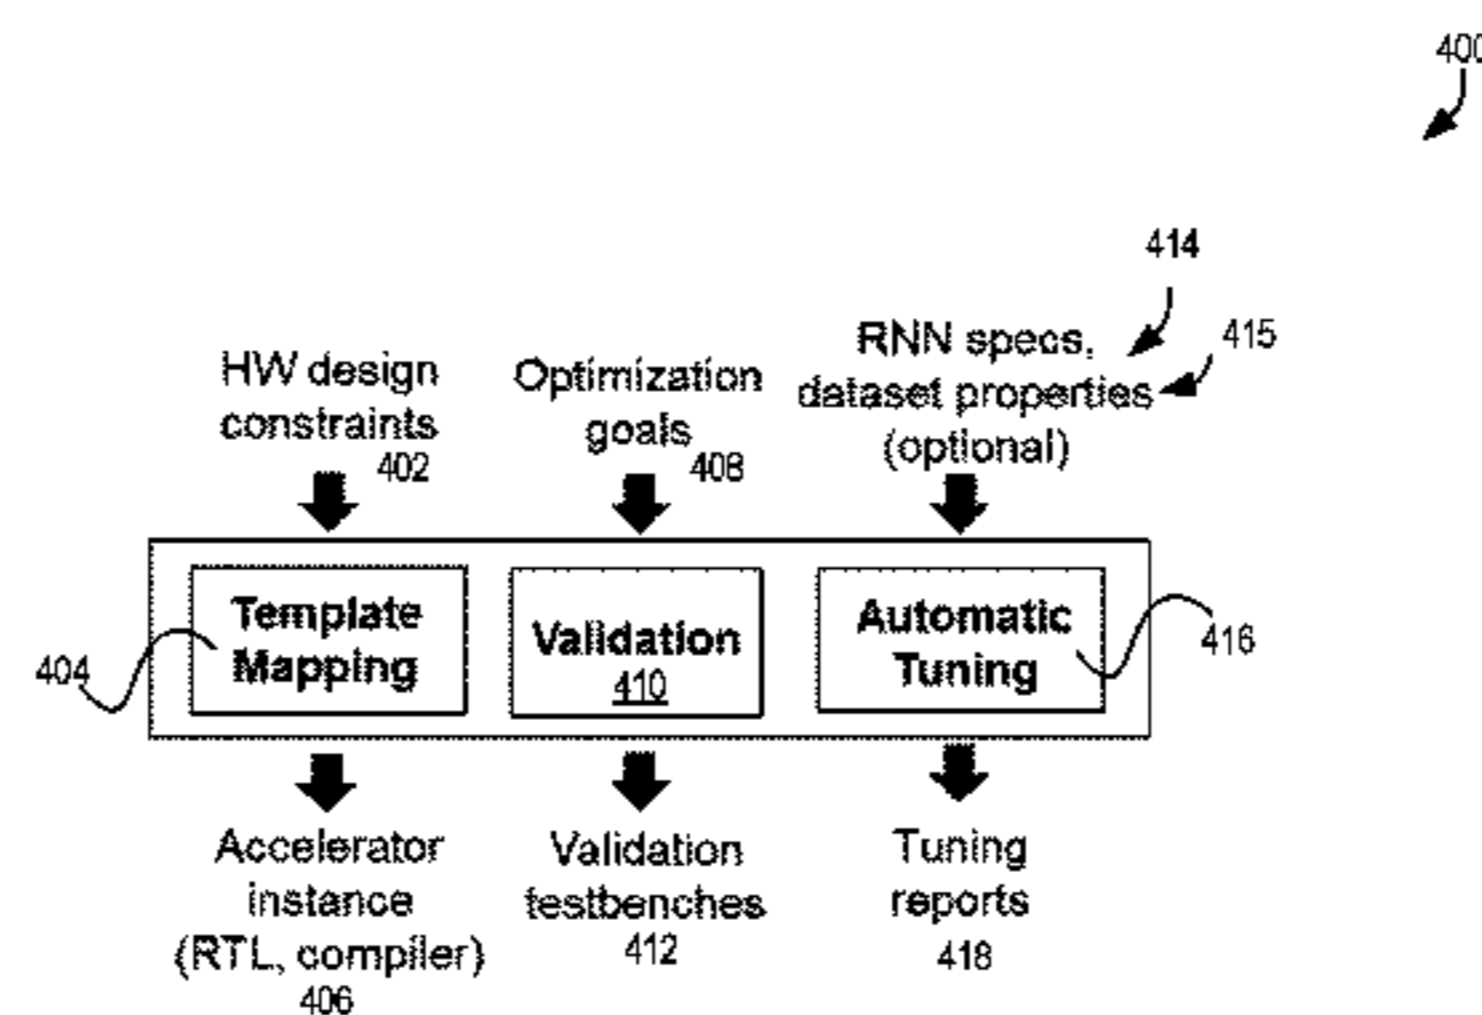 400
414
415
HW design
constraints
402
Optimization
goals
408
RNN specs,
dataset properties
(optional)
Template
Mapping
404
Validation
410
Automatic
Tuning
416
Accelerator
instance
(RTL, compiler)
406
Validation
testbenches
412
Tuning
reports
418